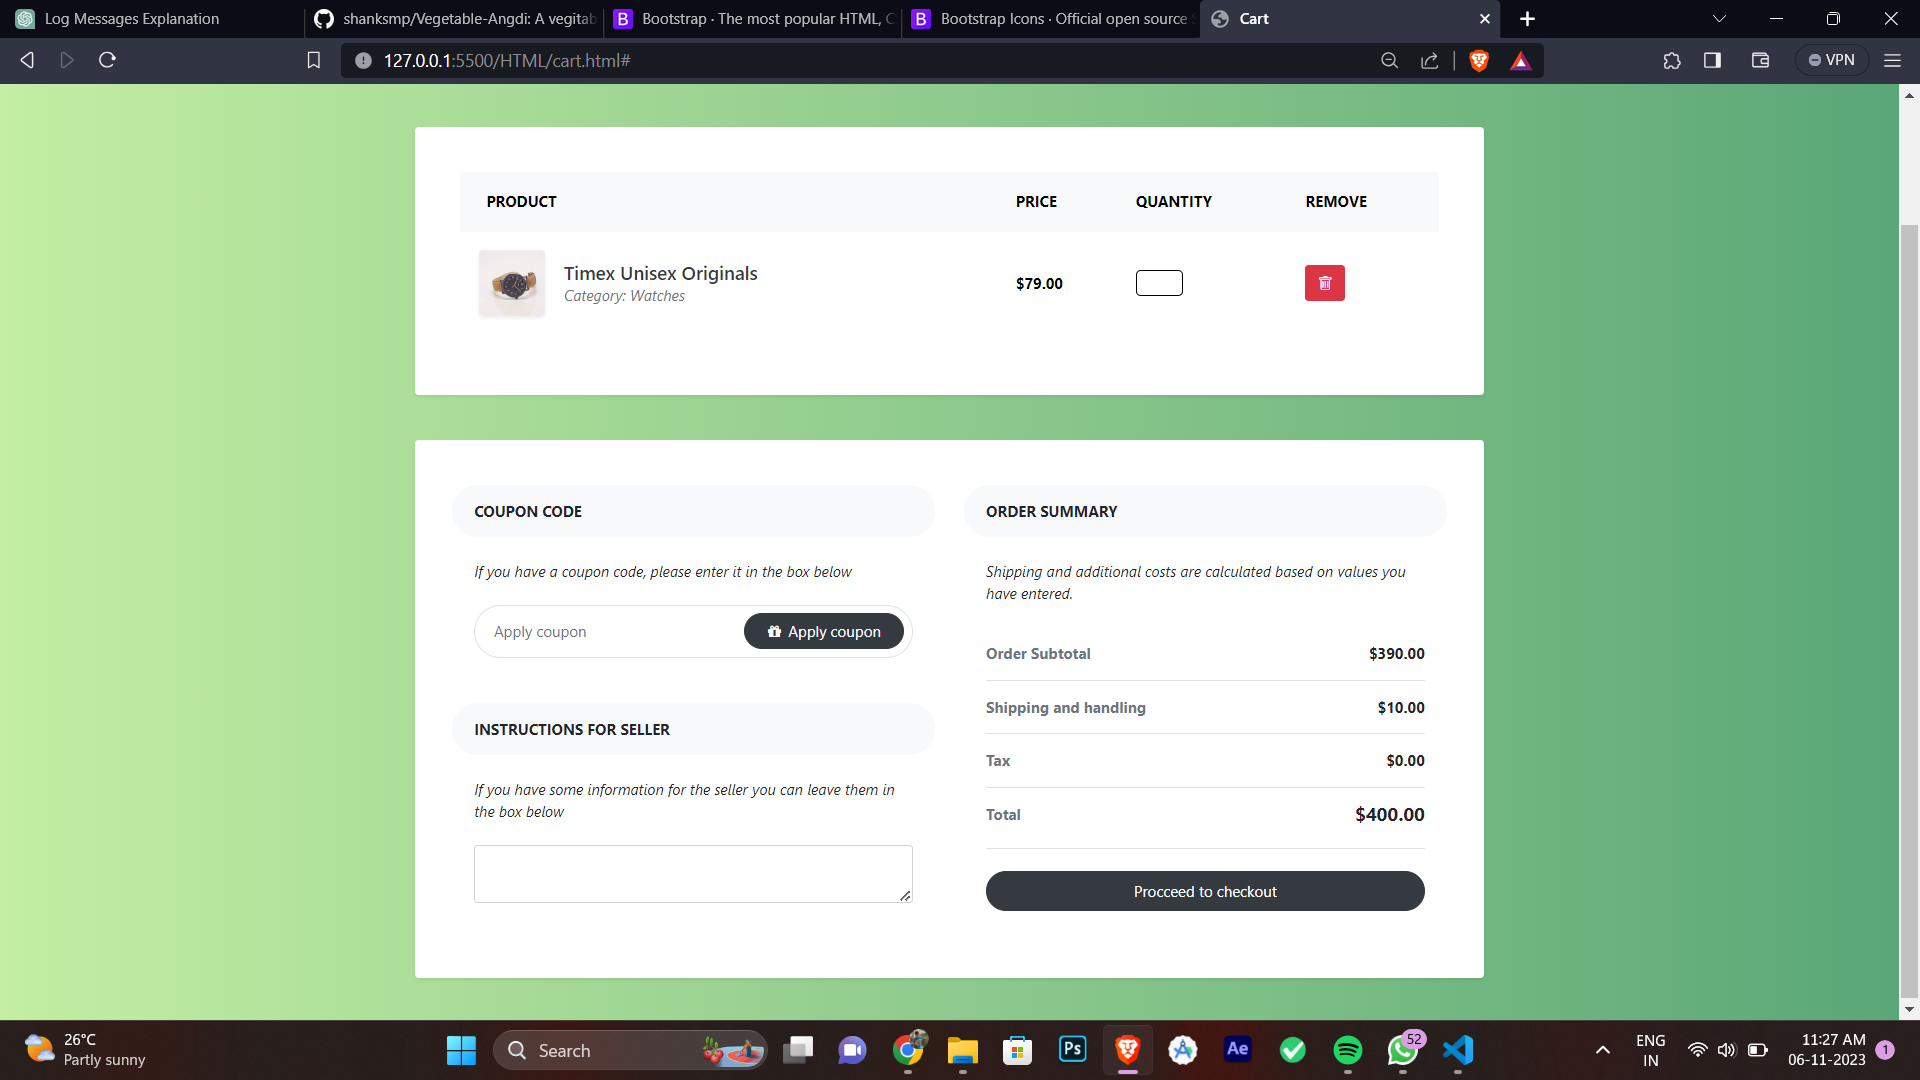 Log Messages Explanation
shanksmp/Vegetable-Angdi: A vegitab
B Bootstrap · The most popular HTML, C
B Bootstrap Icons · Official open source S
Cart
127.0.0.1:5500/HTML/cart.html#
VPN
PRODUCT PRICE QUANTITY REMOVE
Timex Unisex Originals
Category: Watches
$79.00
COUPON CODE
If you have a coupon code, please enter it in the box below
Apply coupon Apply coupon
INSTRUCTIONS FOR SELLER
If you have some information for the seller you can leave them in
the box below
ORDER SUMMARY
Shipping and additional costs are calculated based on values you
have entered.
Order Subtotal $390.00
Shipping and handling $10.00
Tax $0.00
Total $400.00
Procceed to checkout
26°C
Partly sunny
Search
Ps
Ae
52
ENG
IN
11:27 AM
06-11-2023
1